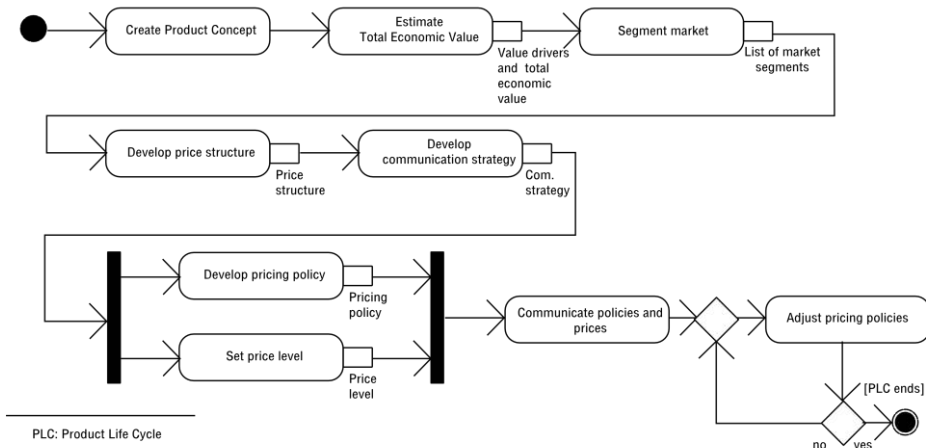 Create Product Concept
Estimate
Total Economic Value
Segment market
Value drivers
and total
economic
value
List of market
segments
Develop price structure
Develop
communication strategy
Price
structure
Com.
strategy
Develop pricing policy
Pricing
policy
Communicate policies and
prices
Adjust pricing policies
Set price level
Price
level
[PLC ends]
no
yes
PLC: Product Life Cycle